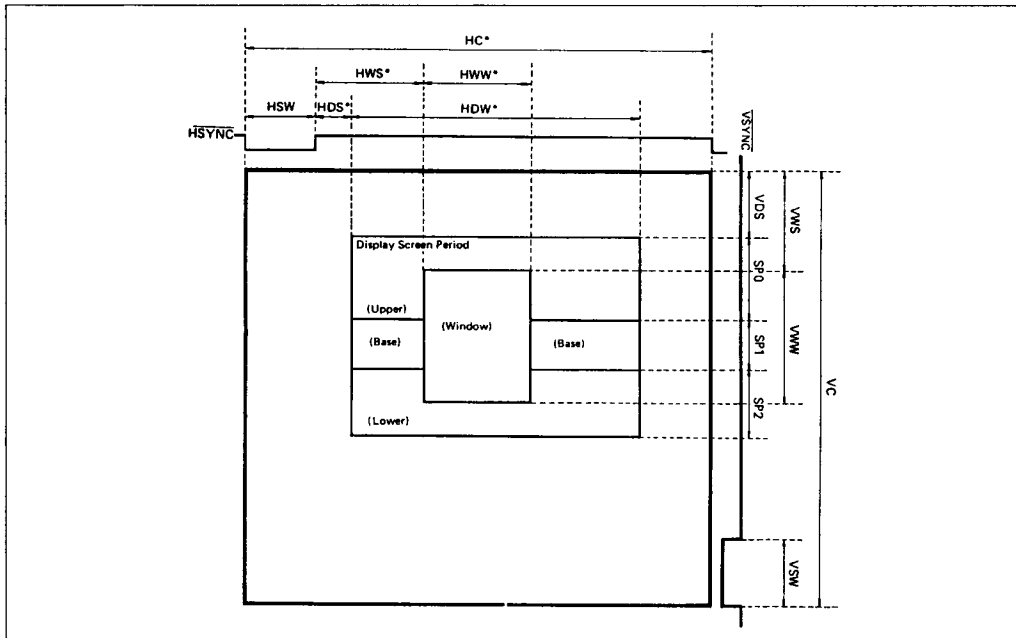 HC*
HWS*
HWW*
HSW
HDS*
HDW*
HSYNC
VSYNC
VDS
VWS
Display Screen Period
SP0
(Upper)
(Window)
(Base)
(Base)
SP1
VWW
VC
SP2
(Lower)
VSW